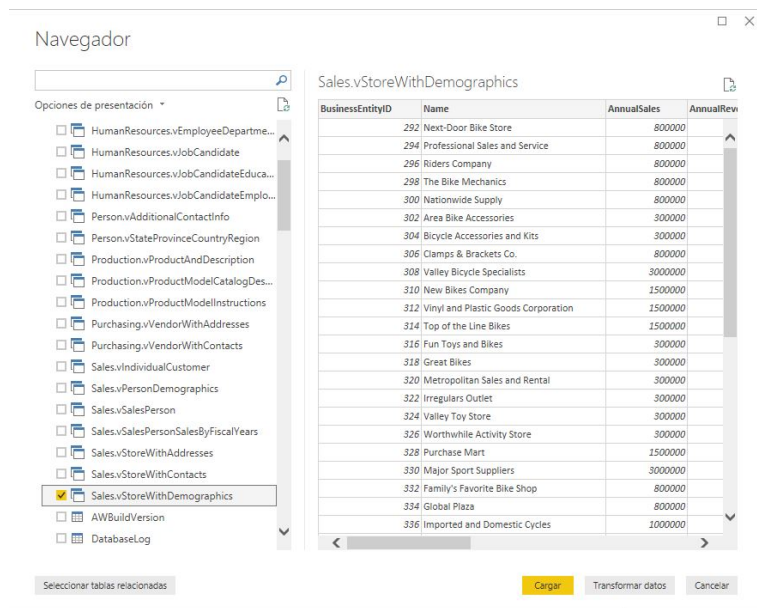 Navegador
Opciones de presentación
HumanResources.vEmployeeDepartme...
HumanResources.vJobCandidate
HumanResources.vJobCandidateEduca...
HumanResources.vJobCandidateEmplo...
Person.vAdditionalContactInfo
Person.vStateProvinceCountryRegion
Production.vProductAndDescription
Production.vProductModelCatalogDes...
Production.vProductModelInstructions
Purchasing.vVendorWithAddresses
Purchasing.vVendorWithContacts
Sales.vIndividualCustomer
Sales.vPersonDemographics
Sales.vSalesPerson
Sales.vSalesPersonSalesByFiscalYears
Sales.vStoreWithAddresses
Sales.vStoreWithContacts
Sales.vStoreWithDemographics
AWBuildVersion
DatabaseLog
Sales.vStoreWithDemographics
BusinessEntityID Name AnnualSales AnnualReve
292 Next-Door Bike Store 800000
294 Professional Sales and Service 800000
296 Riders Company 800000
298 The Bike Mechanics 800000
300 Nationwide Supply 800000
302 Area Bike Accessories 300000
304 Bicycle Accessories and Kits 300000
306 Clamps & Brackets Co. 800000
308 Valley Bicycle Specialists 3000000
310 New Bikes Company 1500000
312 Vinyl and Plastic Goods Corporation 1500000
314 Top of the Line Bikes 1500000
316 Fun Toys and Bikes 300000
318 Great Bikes 300000
320 Metropolitan Sales and Rental 300000
322 Irregulars Outlet 300000
324 Valley Toy Store 300000
326 Worthwhile Activity Store 300000
328 Purchase Mart 1500000
330 Major Sport Suppliers 3000000
332 Family's Favorite Bike Shop 800000
334 Global Plaza 800000
336 Imported and Domestic Cycles 1000000
Seleccionar tablas relacionadas
Cargar
Transformar datos
Cancelar